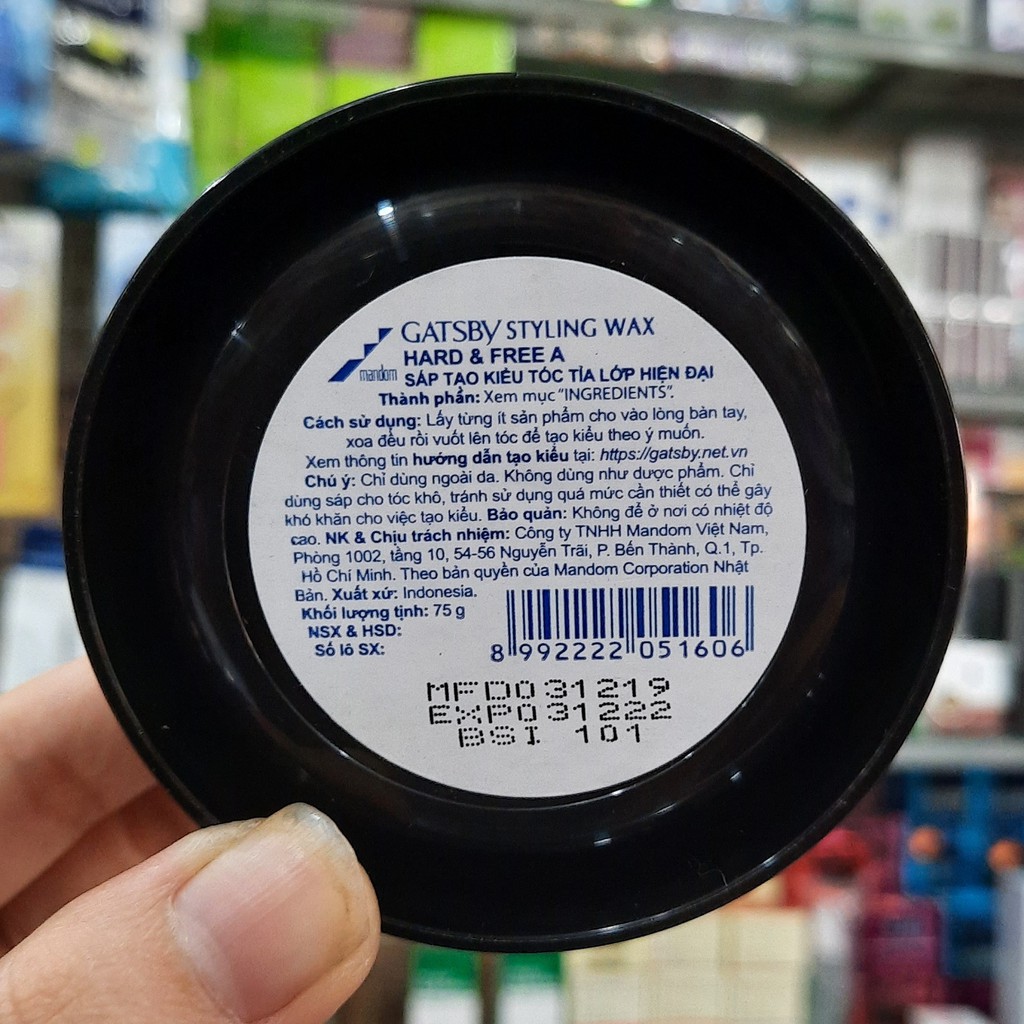 GATSBY STYLING WAX
mandom
HARD & FREE A
SÁP TẠO KIỂU TÓC TỈA LỚP HIỆN ĐẠI
Thành phần: Xem mục "INGREDIENTS".
Cách sử dụng: Lấy từng ít sản phẩm cho vào lòng bàn tay,
xoa đều rồi vuốt lên tóc để tạo kiểu theo ý muốn.
Xem thông tin hướng dẫn tạo kiểu tại: https://gatsby.net.vn
Chú ý: Chỉ dùng ngoài da. Không dùng như dược phẩm. Chỉ
dùng sáp cho tóc khô, tránh sử dụng quá mức cần thiết có thể gây
khó khăn cho việc tạo kiểu. Bảo quản: Không để ở nơi có nhiệt độ
cao. NK & Chịu trách nhiệm: Công ty TNHH Mandom Việt Nam,
Phòng 1002, tầng 10, 54-56 Nguyễn Trãi, P. Bến Thành, Q.1, Tp.
Hồ Chí Minh. Theo bản quyền của Mandom Corporation Nhật
Bản. Xuất xứ: Indonesia.
Khối lượng tịnh: 75 g
NSX & HSD:
Số lô SX:
8 992222 051606
MFD031219
EXP031222
BSI 101